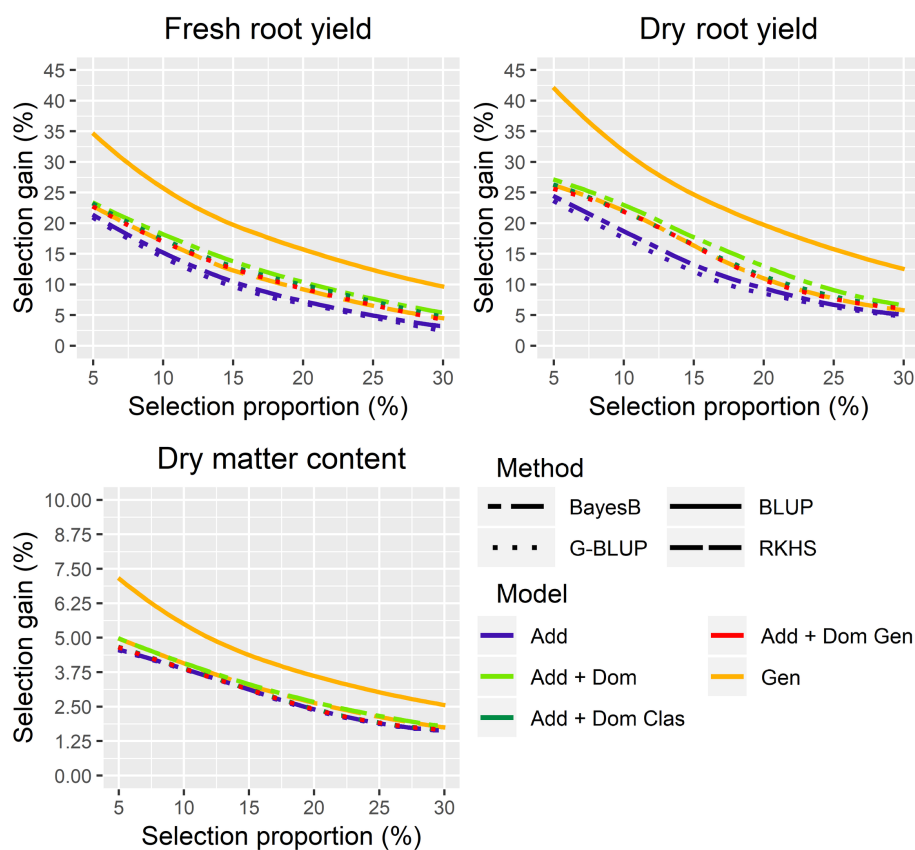 Fresh root yield
Selection gain (%)
45
40
35
30
25
20
15
10
5
0
5 10 15 20 25 30
Selection proportion (%)
Dry root yield
Selection gain (%)
45
40
35
30
25
20
15
10
5
0
5 10 15 20 25 30
Selection proportion (%)
Dry matter content
Selection gain (%)
10.00
8.75
7.50
6.25
5.00
3.75
2.50
1.25
0.00
5 10 15 20 25 30
Selection proportion (%)
Method
BayesB BLUP
G-BLUP RKHS
Model
Add Add + Dom Gen
Add + Dom Gen
Add + Dom Clas